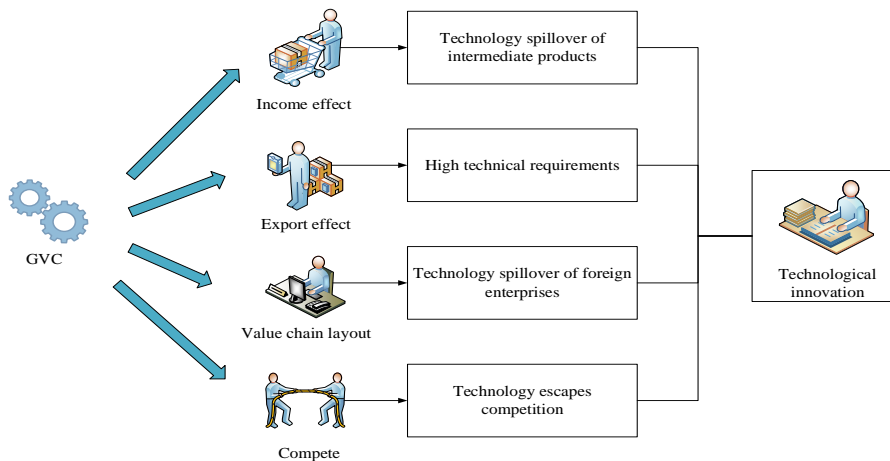 Technology spillover of
intermediate products
Income effect
High technical requirements
Export effect
GVC
Technology spillover of foreign
enterprises
Value chain layout
Technological
innovation
Technology escapes
competition
Compete